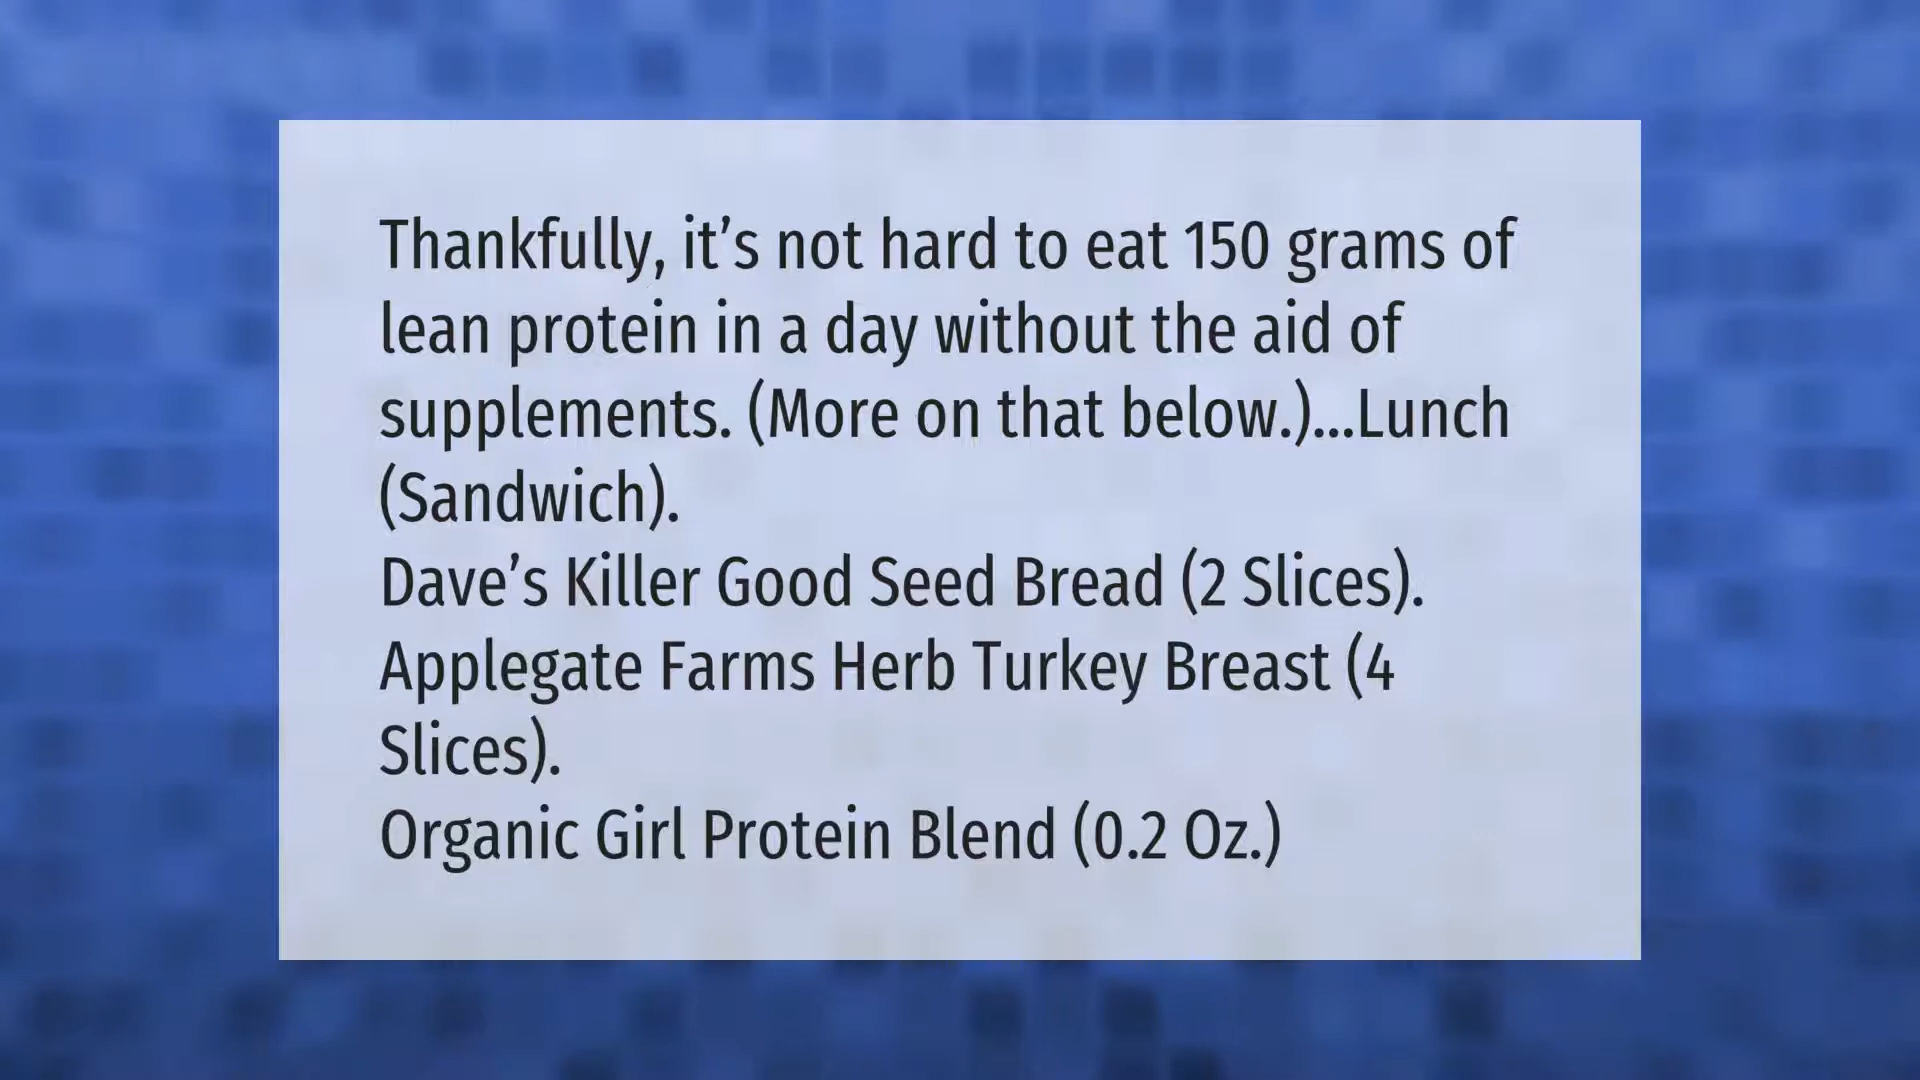 Thankfully, it’s not hard to eat 150 grams of
lean protein in a day without the aid of
supplements. (More on that below.)...Lunch
(Sandwich).
Dave’s Killer Good Seed Bread (2 Slices).
Applegate Farms Herb Turkey Breast (4
Slices).
Organic Girl Protein Blend (0.2 Oz.)